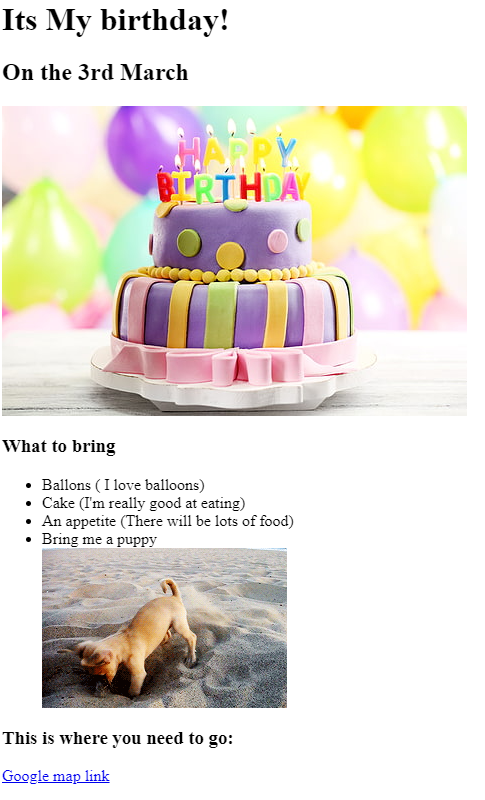 Its My birthday!
On the 3rd March
HAPPY
BIRTHDAY
What to bring
Ballons ( I love balloons)
Cake (I'm really good at eating)
An appetite (There will be lots of food)
Bring me a puppy
This is where you need to go:
Google map link